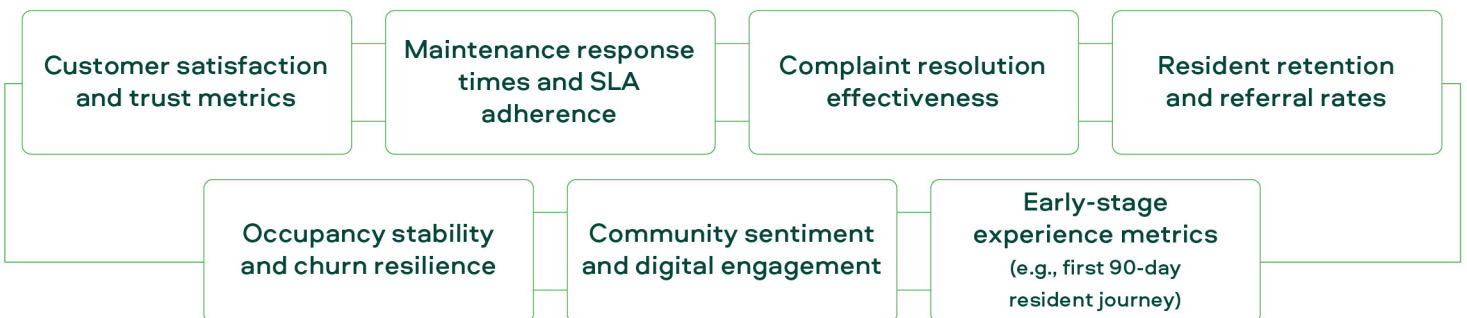 Customer satisfaction
and trust metrics
Maintenance response
times and SLA
adherence
Complaint resolution
effectiveness
Resident retention
and referral rates
Occupancy stability
and churn resilience
Community sentiment
and digital engagement
Early-stage
experience metrics
(e.g., first 90-day
resident journey)